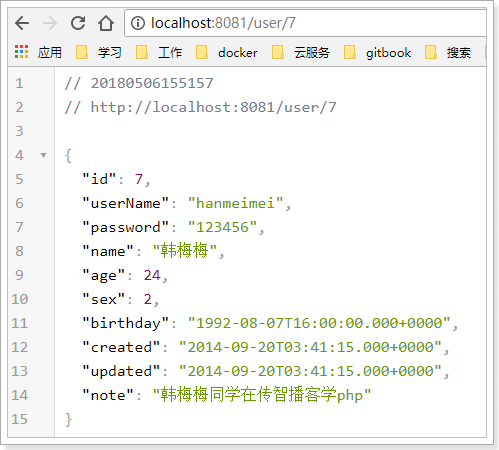 localhost:8081/user/7
应用 学习 工作 docker 云服务 gitbook 搜索
1 // 20180506155157
2 // http://localhost:8081/user/7
3
4 {
5 "id": 7,
6 "userName": "hanmeimei",
7 "password": "123456",
8 "name": "韩梅梅",
9 "age": 24,
10 "sex": 2,
11 "birthday": "1992-08-07T16:00:00.000+0000",
12 "created": "2014-09-20T03:41:15.000+0000",
13 "updated": "2014-09-20T03:41:15.000+0000",
14 "note": "韩梅梅同学在传智播客学php"
15 }